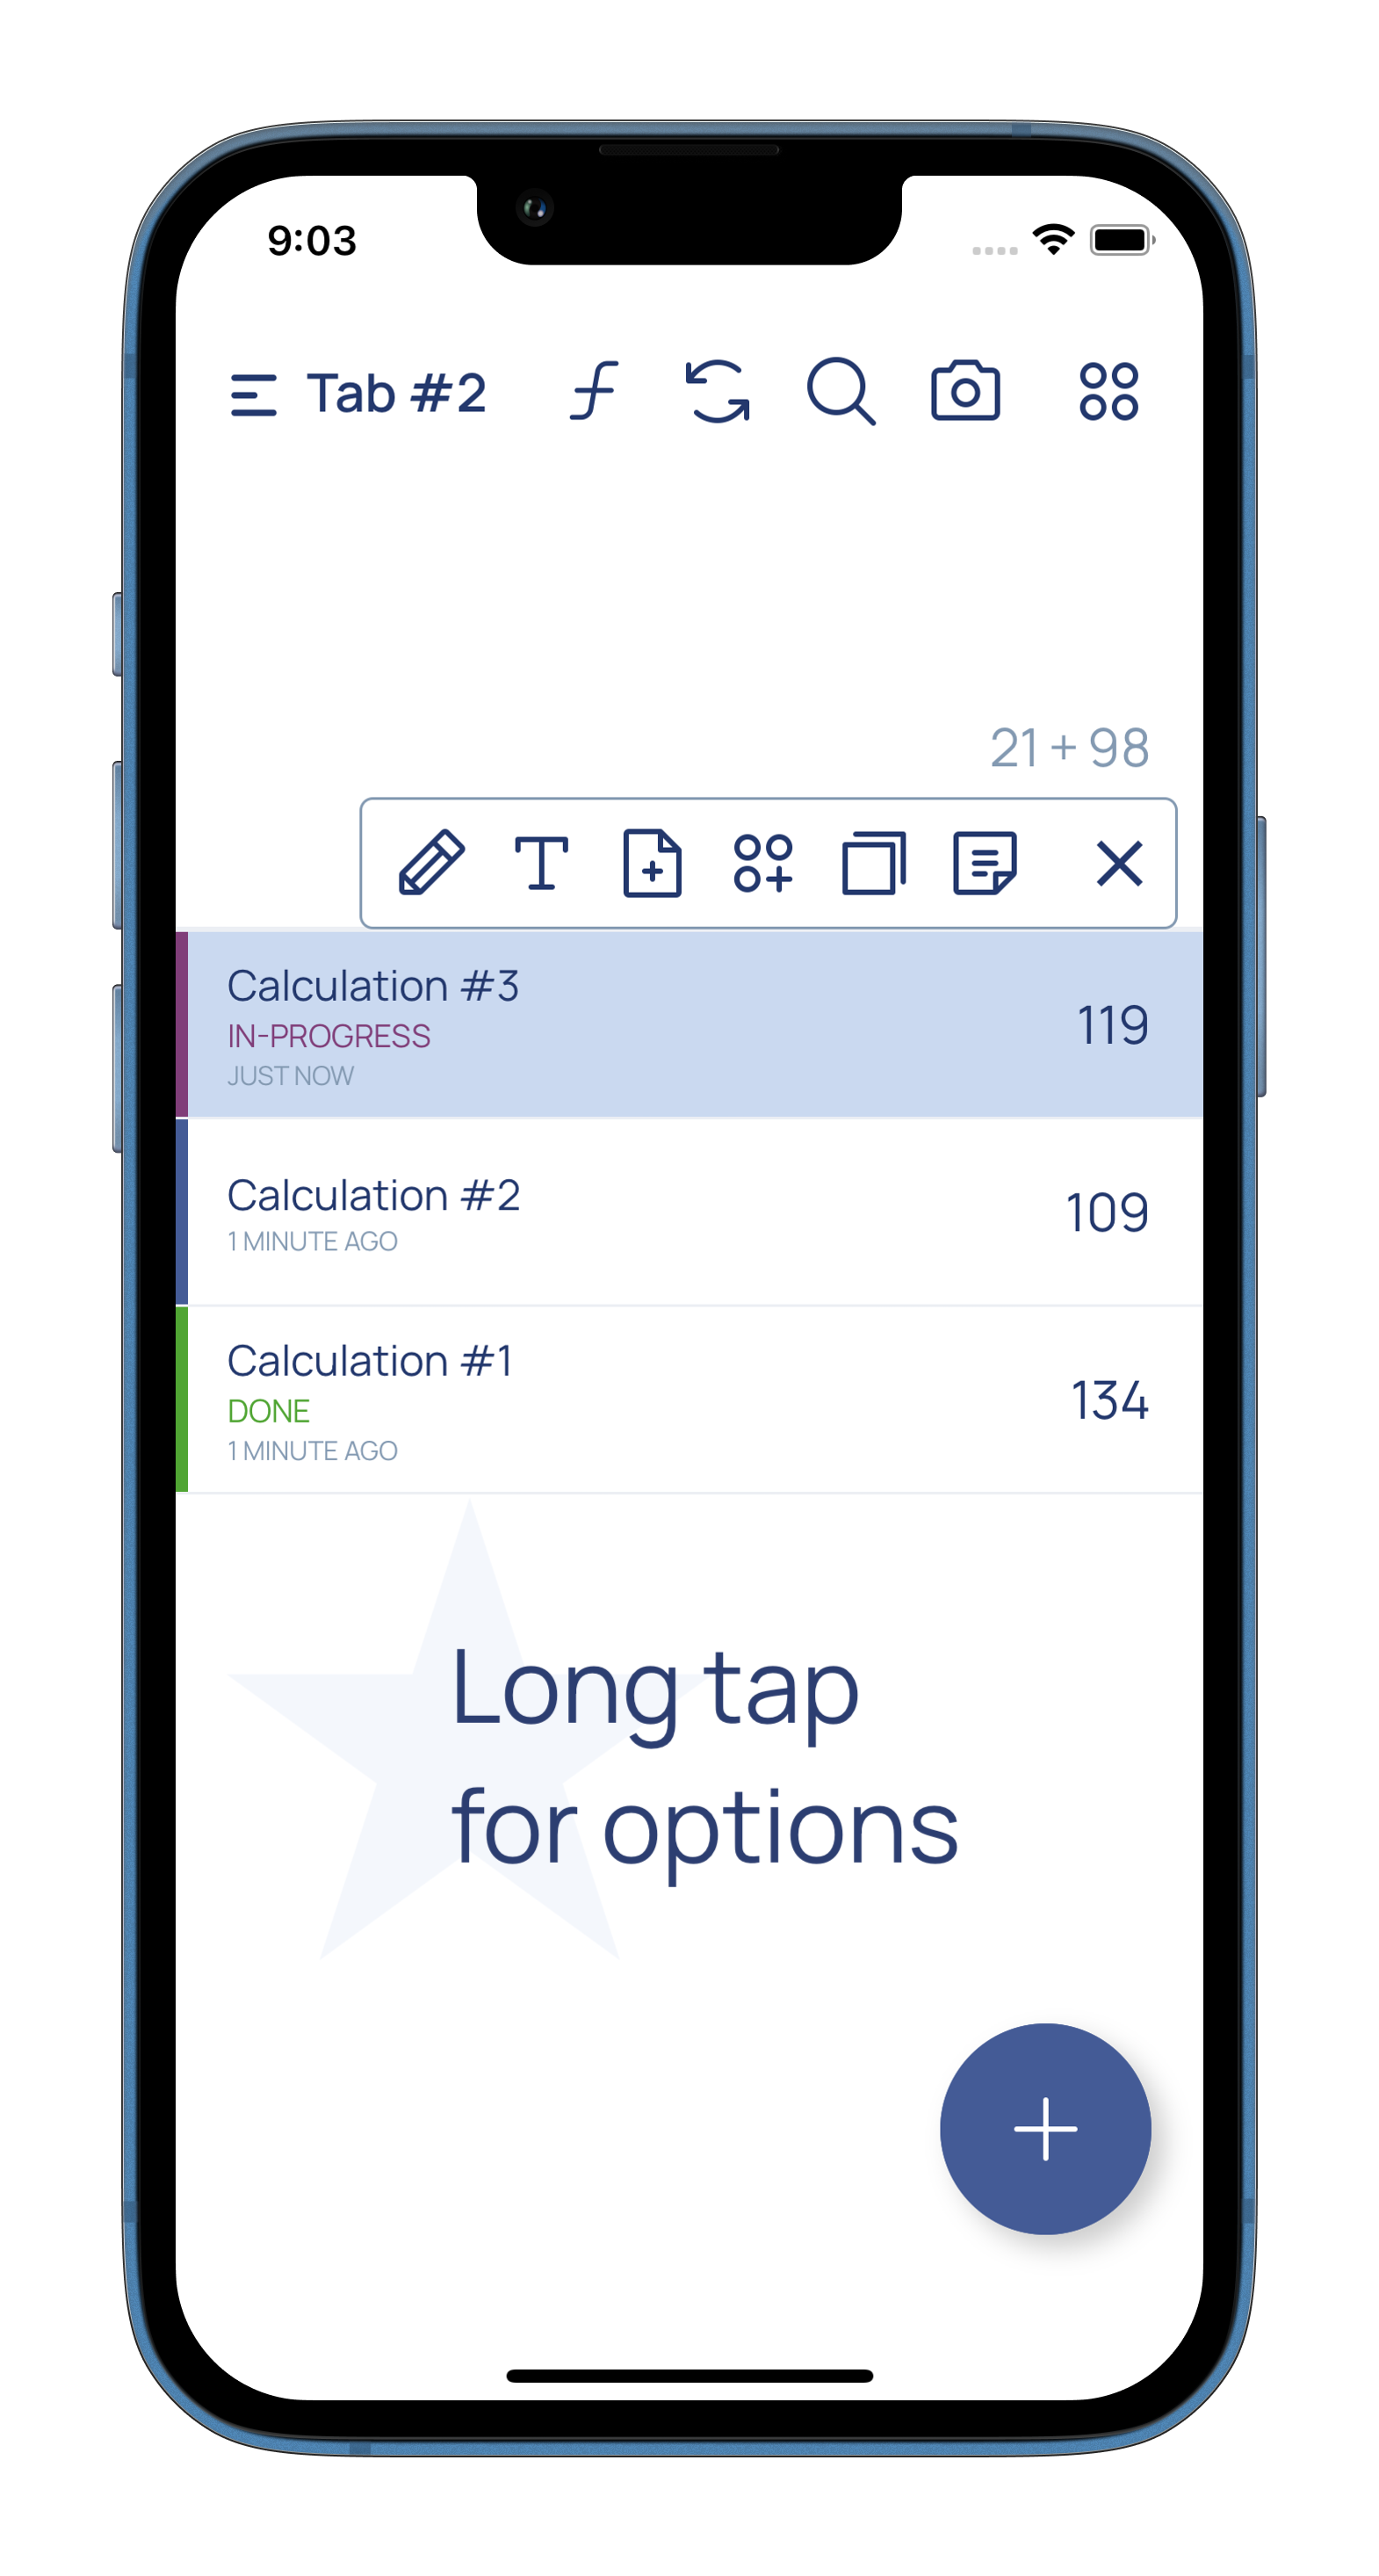 9:03
Tab #2
21 + 98
Calculation #3
IN-PROGRESS
JUST NOW
119
Calculation #2
1 MINUTE AGO
109
Calculation #1
DONE
1 MINUTE AGO
134
Long tap
for options